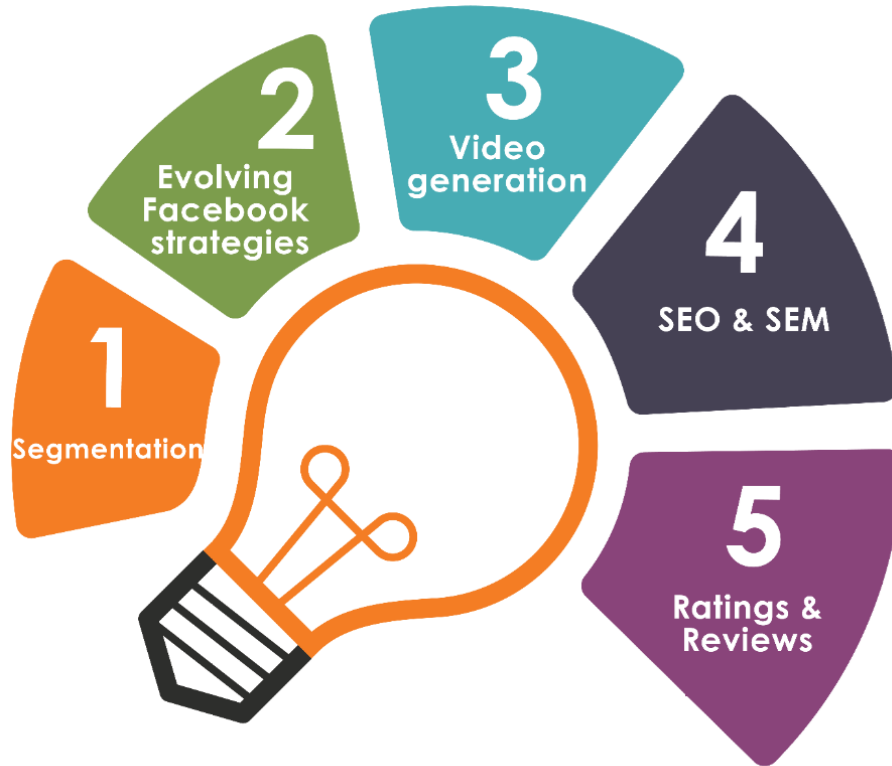 1
Segmentation
2
Evolving
Facebook
strategies
3
Video
generation
4
SEO & SEM
5
Ratings &
Reviews